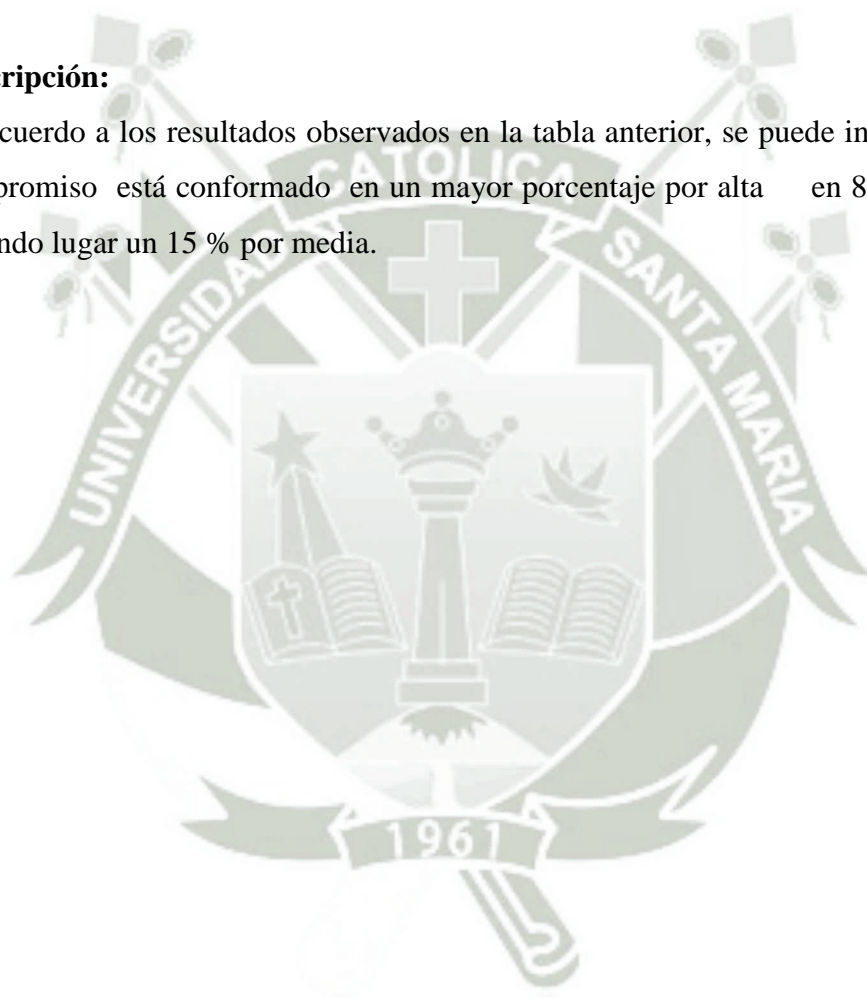 cripción:
cuerdo a los resultados observados en la tabla anterior, se puede in
promiso está conformado en un mayor porcentaje por alta en 8
ndo lugar un 15 % por media.
UNIVERSIDAD CATOLICA SANTA MARIA
1961